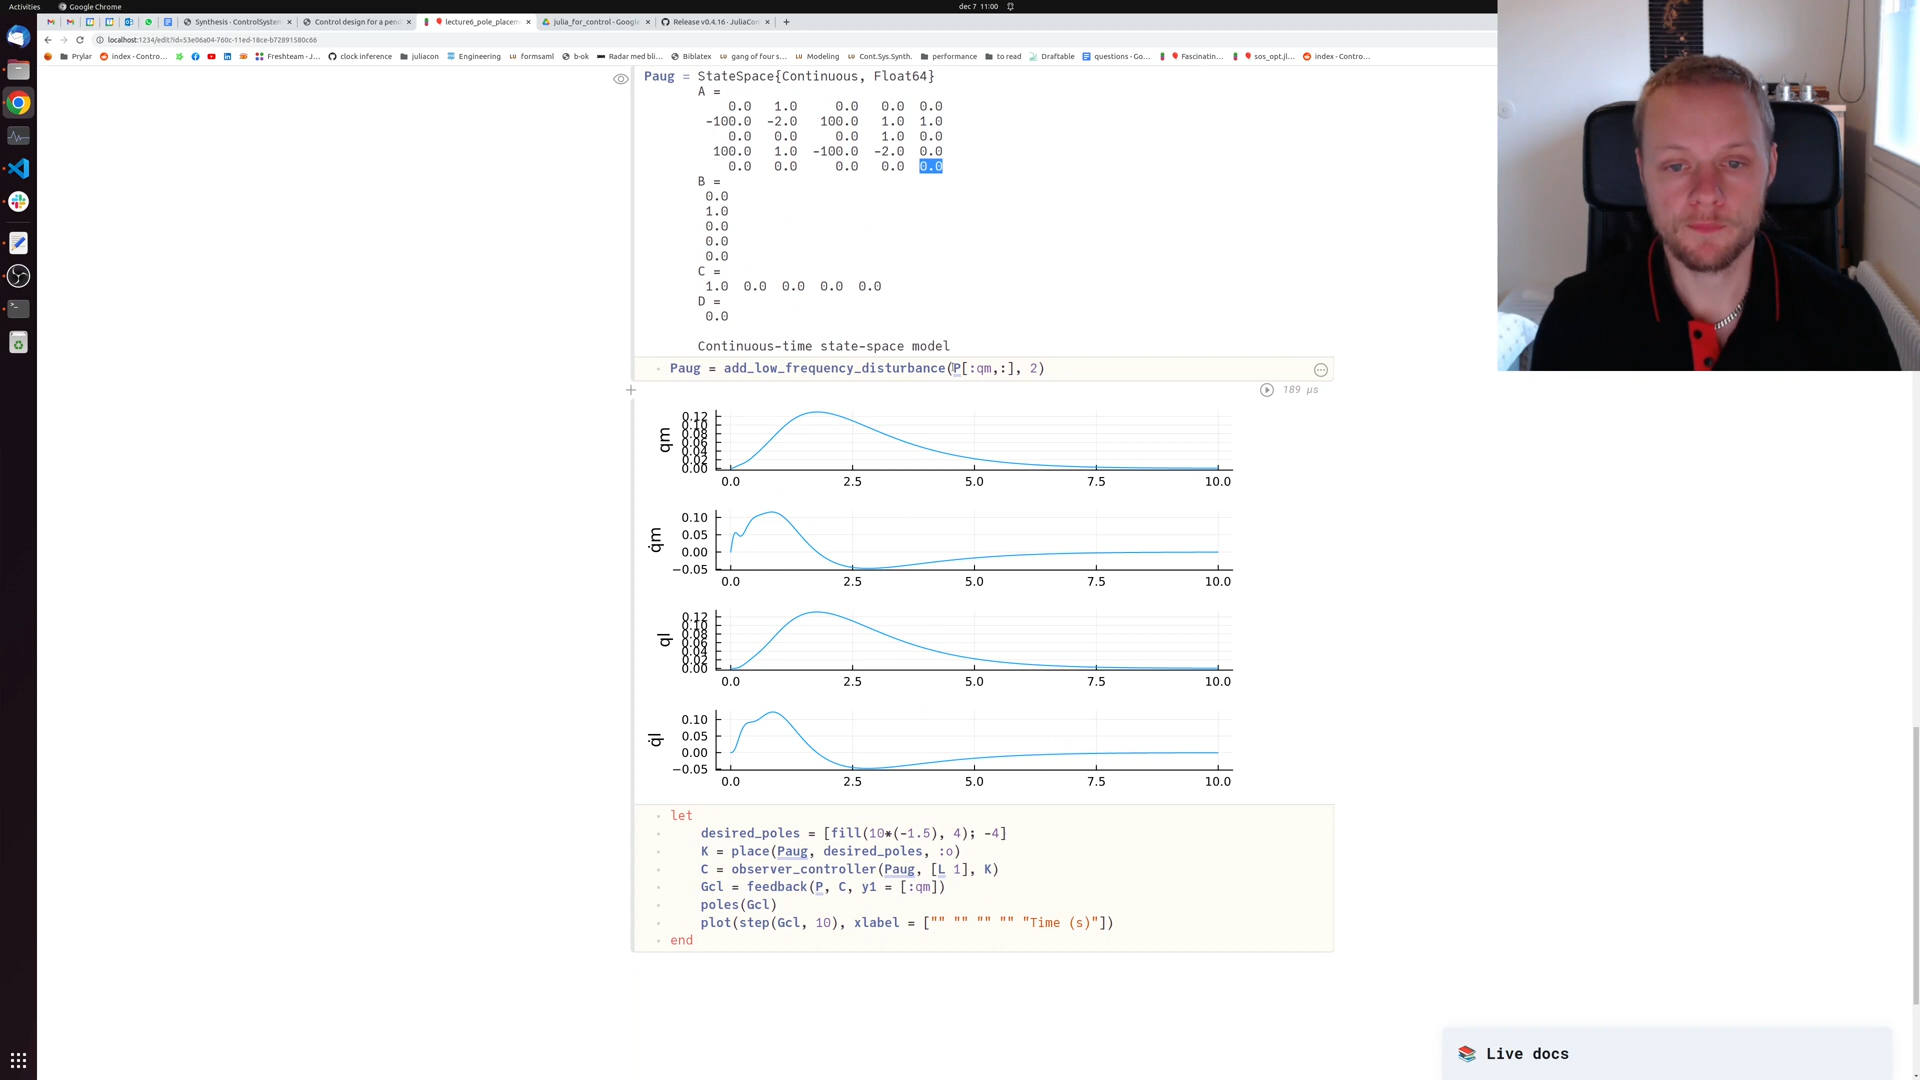 Activities
Google Chrome
dec 7 11:00
Synthesis - ControlSystem
Control design for a pend
lecture6_pole_placem
julia_for_control - Google
Release v0.4.16 - JuliaCon
localhost:1234/edit?id=53e06a04-760c-11ed-18ce-b72891580c66
Prylar
index - Contro...
Freshteam - J...
clock inference
juliacon
Engineering
formsaml
b-ok
Radar med bli...
Biblatex
gang of four s...
Modeling
Cont.Sys.Synth.
performance
to read
Draftable
questions - Go...
Fascinatin...
sos_opt.jl...
index - Contro...
Paug = StateSpace{Continuous, Float64}
A =
0.0 1.0 0.0 0.0 0.0
-100.0 -2.0 100.0 1.0 1.0
0.0 0.0 0.0 1.0 0.0
100.0 1.0 -100.0 -2.0 0.0
0.0 0.0 0.0 0.0 0.0
B =
0.0
1.0
0.0
0.0
0.0
C =
1.0 0.0 0.0 0.0 0.0
D =
0.0
Continuous-time state-space model
Paug = add_low_frequency_disturbance(P[:qm,:], 2)
189 μs
qm
0.12
0.10
0.08
0.06
0.04
0.02
0.00
0.0 2.5 5.0 7.5 10.0
q̇m
0.10
0.05
0.00
-0.05
0.0 2.5 5.0 7.5 10.0
ql
0.12
0.10
0.08
0.06
0.04
0.02
0.00
0.0 2.5 5.0 7.5 10.0
q̇l
0.10
0.05
0.00
-0.05
0.0 2.5 5.0 7.5 10.0
let
desired_poles = [fill(10*(-1.5), 4); -4]
K = place(Paug, desired_poles, :o)
C = observer_controller(Paug, [L 1], K)
Gcl = feedback(P, C, y1 = [:qm])
poles(Gcl)
plot(step(Gcl, 10), xlabel = ["" "" "" "" "Time (s)"])
end
Live docs